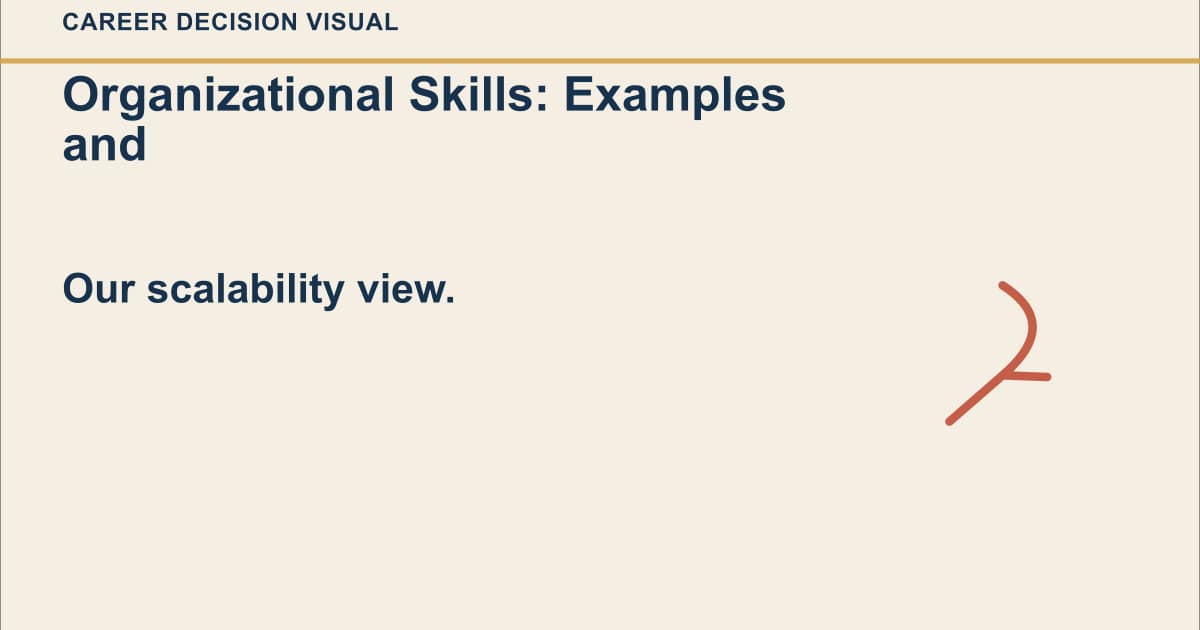 CAREER DECISION VISUAL
Organizational Skills: Examples
and
Our scalability view.